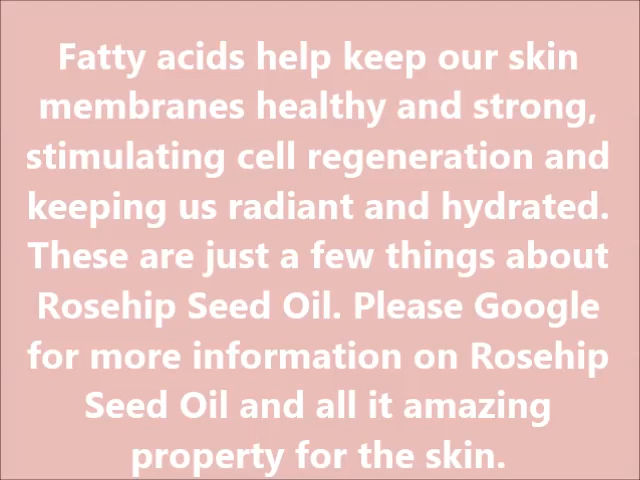 Fatty acids help keep our skin
membranes healthy and strong,
stimulating cell regeneration and
keeping us radiant and hydrated.
These are just a few things about
Rosehip Seed Oil. Please Google
for more information on Rosehip
Seed Oil and all it amazing
property for the skin.